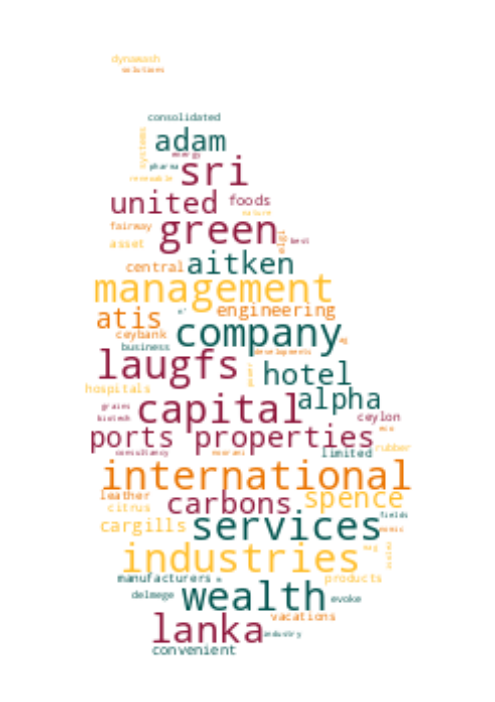 dynawash
solutions
consolidated
adam
systems
energy
pharma
sri
renewable
united foods
nature
fairway
green
asset
best
aitken
central
management
engineering
atis
company
ceybank
business
developments
laugfs
hotel
power
hospitals
alpha
grains
capital
biotech
ceylon
eco
ports properties
rubber
consultancy
limited
international
leather
spence
carbons
citrus
fields
cargills
services
industries
manufacturers
products
delmege
wealth
evoke
vacations
lanka
industry
convenient